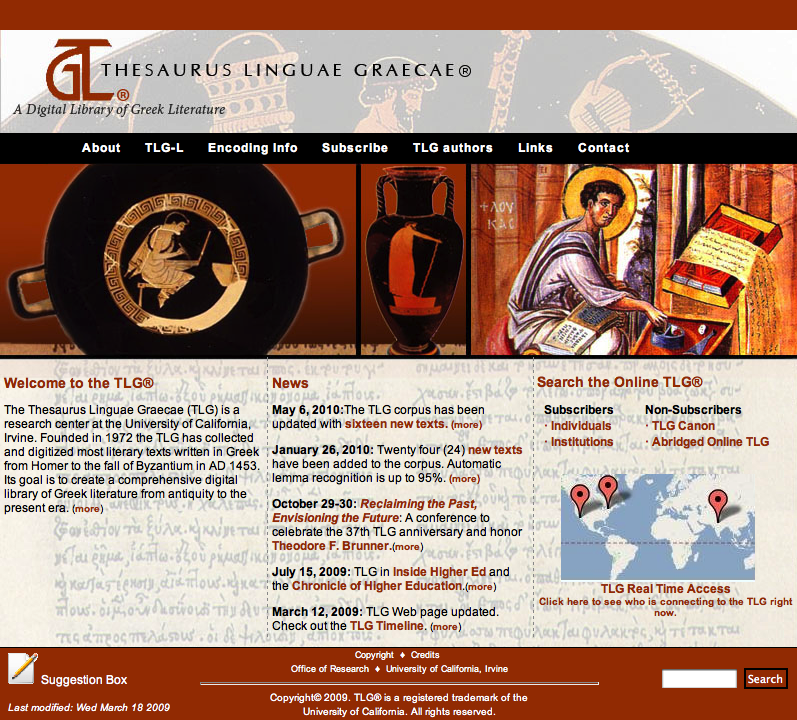 THESAURUS LINGUAE GRAECAE®
TLG®
A Digital Library of Greek Literature
About TLG-L Encoding Info Subscribe TLG authors Links Contact
+ΛΟΥ
ΚΑC
Welcome to the TLG®
The Thesaurus Linguae Graecae (TLG) is a
research center at the University of California,
Irvine. Founded in 1972 the TLG has collected
and digitized most literary texts written in Greek
from Homer to the fall of Byzantium in AD 1453.
Its goal is to create a comprehensive digital
library of Greek literature from antiquity to the
present era. (more)
News
May 6, 2010:The TLG corpus has been
updated with sixteen new texts. (more)
January 26, 2010: Twenty four (24) new texts
have been added to the corpus. Automatic
lemma recognition is up to 95%. (more)
October 29-30: Reclaiming the Past,
Envisioning the Future: A conference to
celebrate the 37th TLG anniversary and honor
Theodore F. Brunner.(more)
July 15, 2009: TLG in Inside Higher Ed and
the Chronicle of Higher Education.(more)
March 12, 2009: TLG Web page updated.
Check out the TLG Timeline. (more)
Search the Online TLG®
Subscribers Non-Subscribers
· Individuals · TLG Canon
· Institutions · Abridged Online TLG
TLG Real Time Access
Click here to see who is connecting to the TLG right
now.
Suggestion Box
Last modified: Wed March 18 2009
Copyright ♦ Credits
Office of Research ♦ University of California, Irvine
Copyright© 2009. TLG® is a registered trademark of the
University of California. All rights reserved.
Search